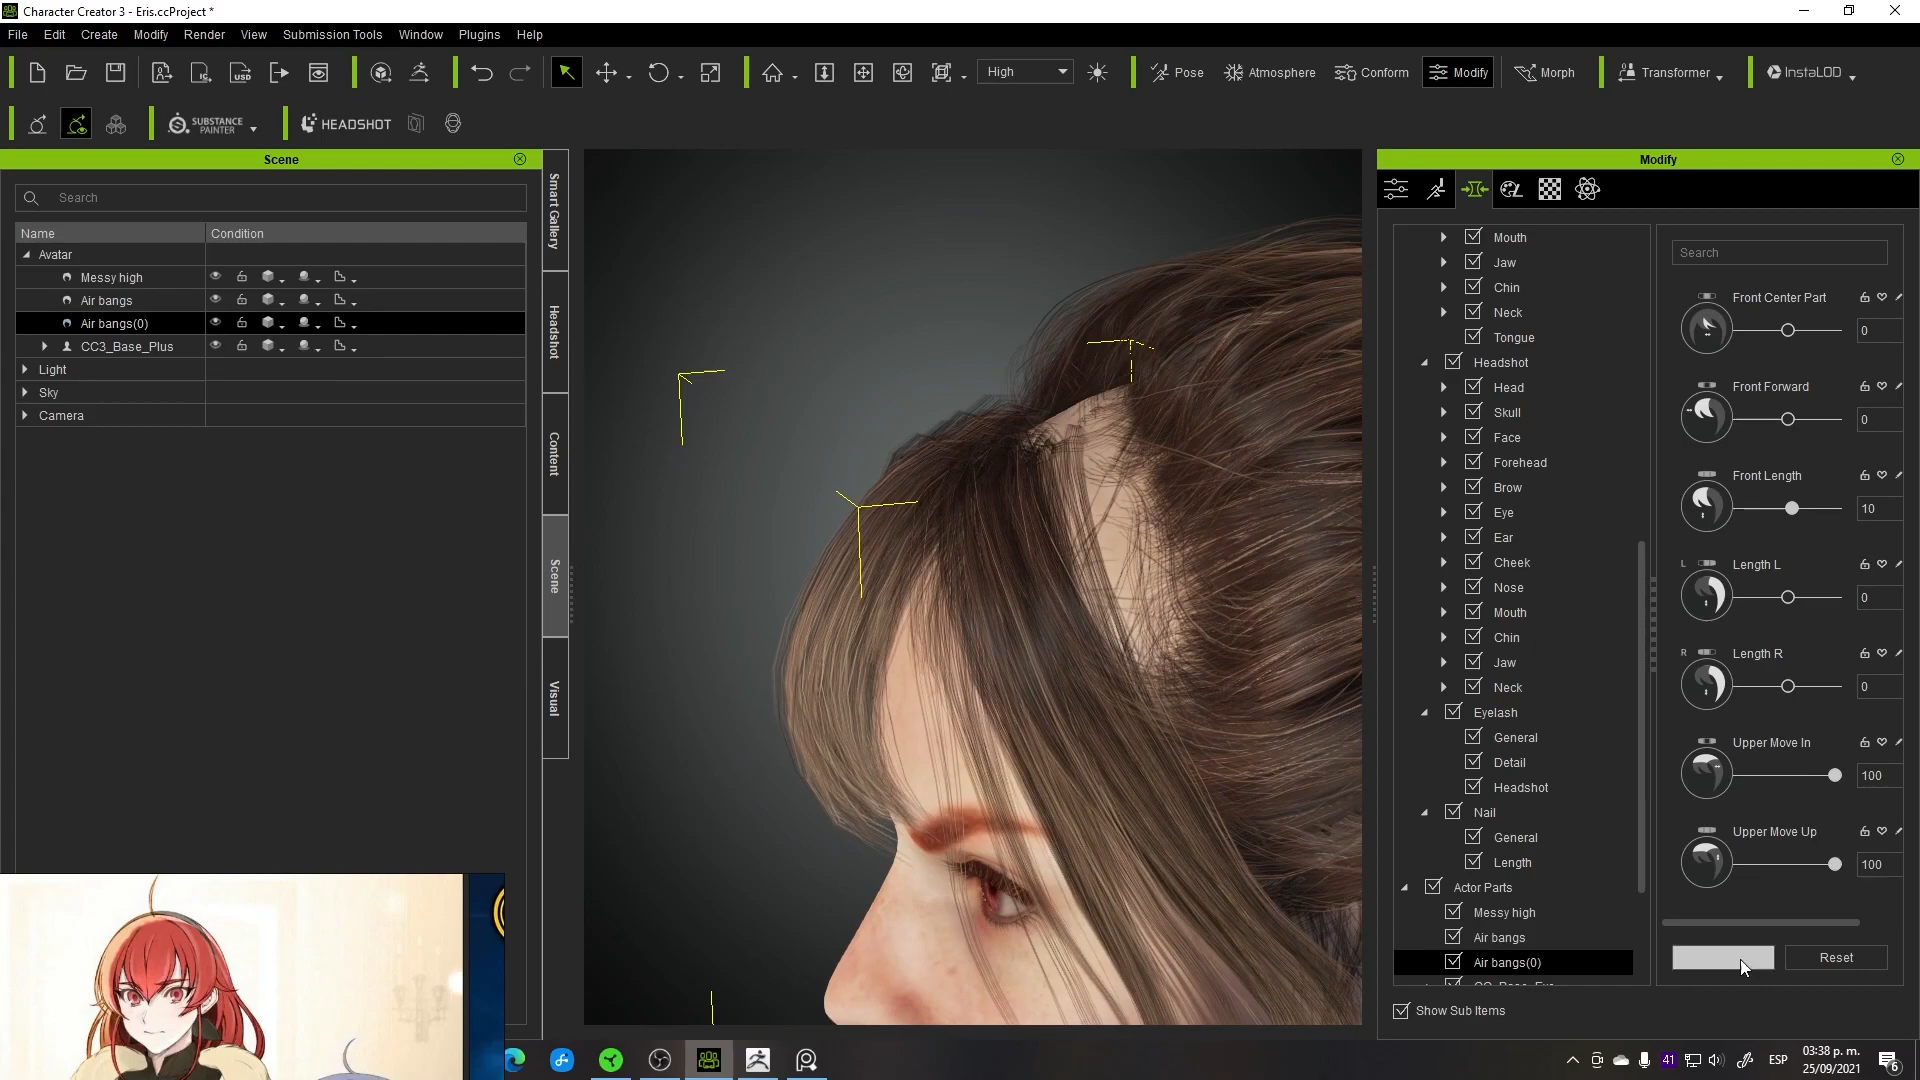 Character Creator 3 - Eris.ccProject *
File Edit Create Modify Render View Submission Tools Window Plugins Help
High Pose Atmosphere Conform Modify Morph Transformer InstaLOD
SUBSTANCE PAINTER HEADSHOT
Scene
Search
Name Condition
Avatar
Messy high
Air bangs
Air bangs(0)
CC3_Base_Plus
Light
Sky
Camera
Smart Gallery
Headshot
Content
Scene
Visual
Modify
Mouth
Jaw
Chin
Neck
Tongue
Headshot
Head
Skull
Face
Forehead
Brow
Eye
Ear
Cheek
Nose
Mouth
Chin
Jaw
Neck
Eyelash
General
Detail
Headshot
Nail
General
Length
Actor Parts
Messy high
Air bangs
Air bangs(0)
Show Sub Items
Search
Front Center Part
0
Front Forward
0
Front Length
10
L Length L
0
R Length R
0
Upper Move In
100
Upper Move Up
100
Reset
41 ESP 03:38 p. m.
25/09/2021
6